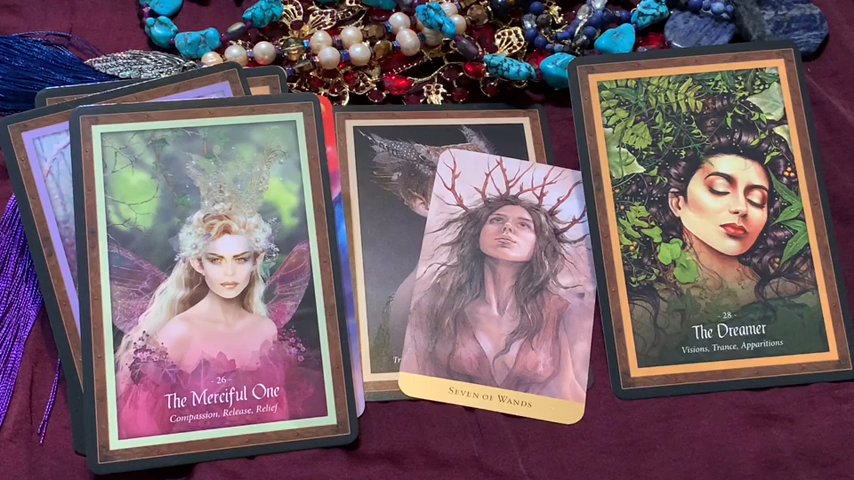 - 26 -
The Merciful One
Compassion, Release, Relief
Seven of Wands
- 28 -
The Dreamer
Visions, Trance, Apparitions